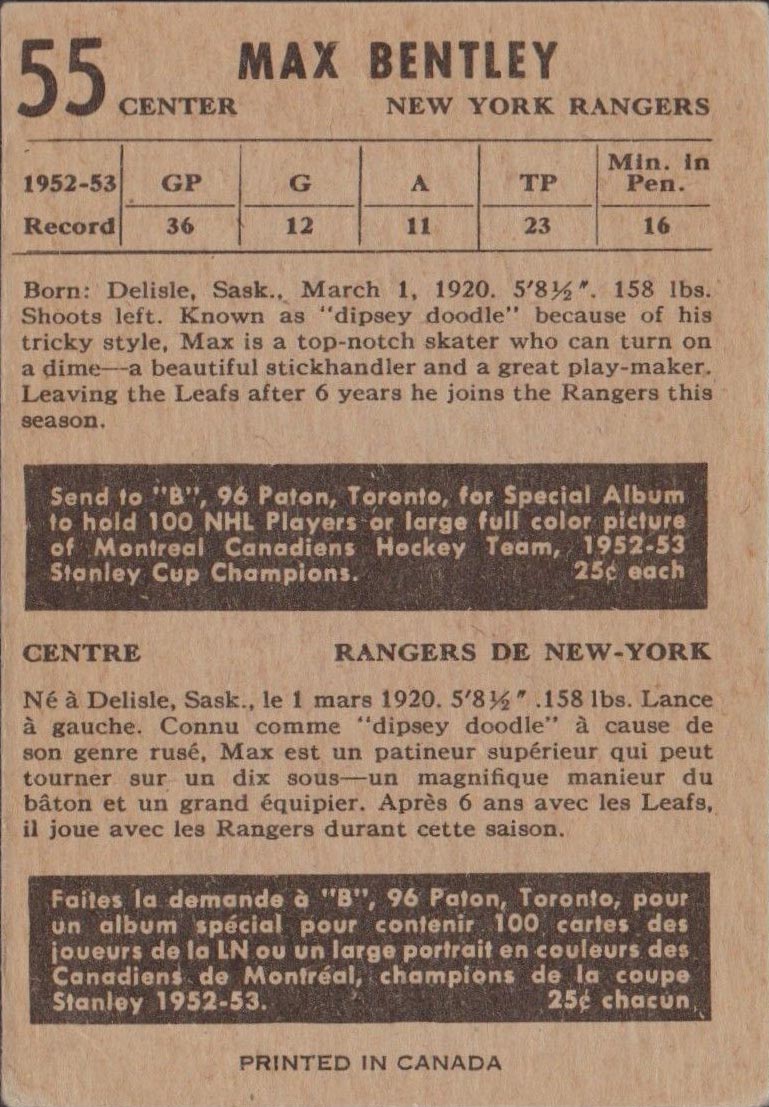 55 MAX BENTLEY
CENTER NEW YORK RANGERS
1952-53 GP G A TP Min. in Pen.
Record 36 12 11 23 16
Born: Delisle, Sask., March 1, 1920. 5'8½". 158 lbs.
Shoots left. Known as "dipsey doodle" because of his
tricky style, Max is a top-notch skater who can turn on
a dime—a beautiful stickhandler and a great play-maker.
Leaving the Leafs after 6 years he joins the Rangers this
season.
Send to "B", 96 Paton, Toronto, for Special Album
to hold 100 NHL Players or large full color picture
of Montreal Canadiens Hockey Team, 1952-53
Stanley Cup Champions. 25¢ each
CENTRE RANGERS DE NEW-YORK
Né à Delisle, Sask., le 1 mars 1920. 5'8½" .158 lbs. Lance
à gauche. Connu comme "dipsey doodle" à cause de
son genre rusé, Max est un patineur supérieur qui peut
tourner sur un dix sous—un magnifique manieur du
bâton et un grand équipier. Après 6 ans avec les Leafs,
il joue avec les Rangers durant cette saison.
Faites la demande à "B", 96 Paton, Toronto, pour
un album spécial pour contenir 100 cartes des
joueurs de la LN ou un large portrait en couleurs des
Canadiens de Montréal, champions de la coupe
Stanley 1952-53. 25¢ chacun
PRINTED IN CANADA